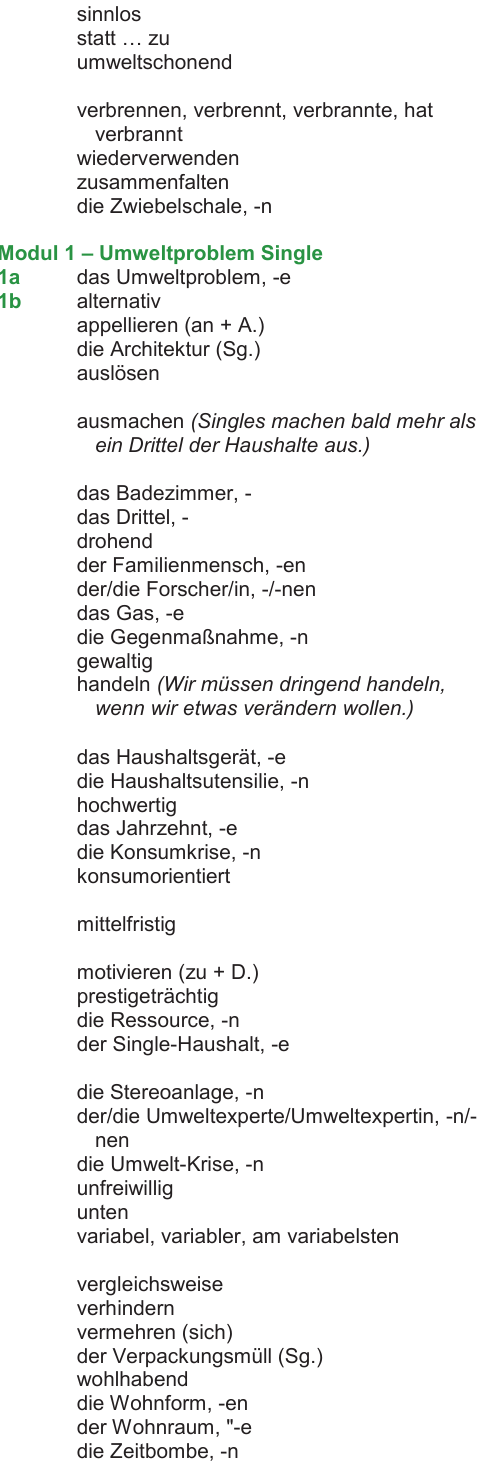 sinnlos
statt … zu
umweltschonend
verbrennen, verbrennt, verbrannte, hat
verbrannt
wiederverwenden
zusammenfalten
die Zwiebelschale, -n
Modul 1 – Umweltproblem Single
1a das Umweltproblem, -e
1b alternativ
appellieren (an + A.)
die Architektur (Sg.)
auslösen
ausmachen (Singles machen bald mehr als
ein Drittel der Haushalte aus.)
das Badezimmer, -
das Drittel, -
drohend
der Familienmensch, -en
der/die Forscher/in, -/-nen
das Gas, -e
die Gegenmaßnahme, -n
gewaltig
handeln (Wir müssen dringend handeln,
wenn wir etwas verändern wollen.)
das Haushaltsgerät, -e
die Haushaltsutensilie, -n
hochwertig
das Jahrzehnt, -e
die Konsumkrise, -n
konsumorientiert
mittelfristig
motivieren (zu + D.)
prestigeträchtig
die Ressource, -n
der Single-Haushalt, -e
die Stereoanlage, -n
der/die Umweltexperte/Umweltexpertin, -n/-
nen
die Umwelt-Krise, -n
unfreiwillig
unten
variabel, variabler, am variabelsten
vergleichsweise
verhindern
vermehren (sich)
der Verpackungsmüll (Sg.)
wohlhabend
die Wohnform, -en
der Wohnraum, "-e
die Zeitbombe, -n